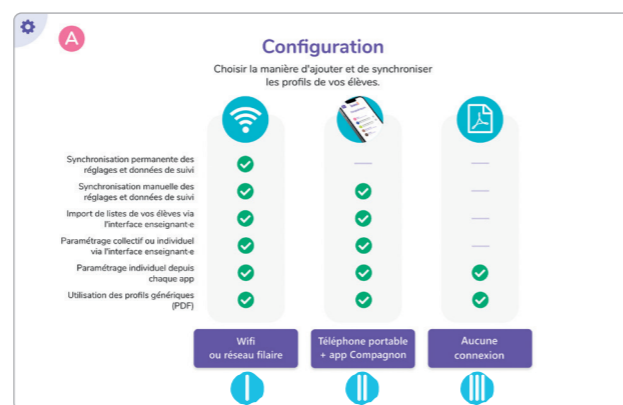 A
Configuration
Choisir la manière d'ajouter et de synchroniser
les profils de vos élèves.
Synchronisation permanente des
réglages et données de suivi
Synchronisation manuelle des
réglages et données de suivi
Import de listes de vos élèves via
l'interface enseignant·e
Paramétrage collectif ou individuel
via l'interface enseignant·e
Paramétrage individuel depuis
chaque app
Utilisation des profils génériques
(PDF)
Wifi
ou réseau filaire
Téléphone portable
+ app Compagnon
Aucune
connexion